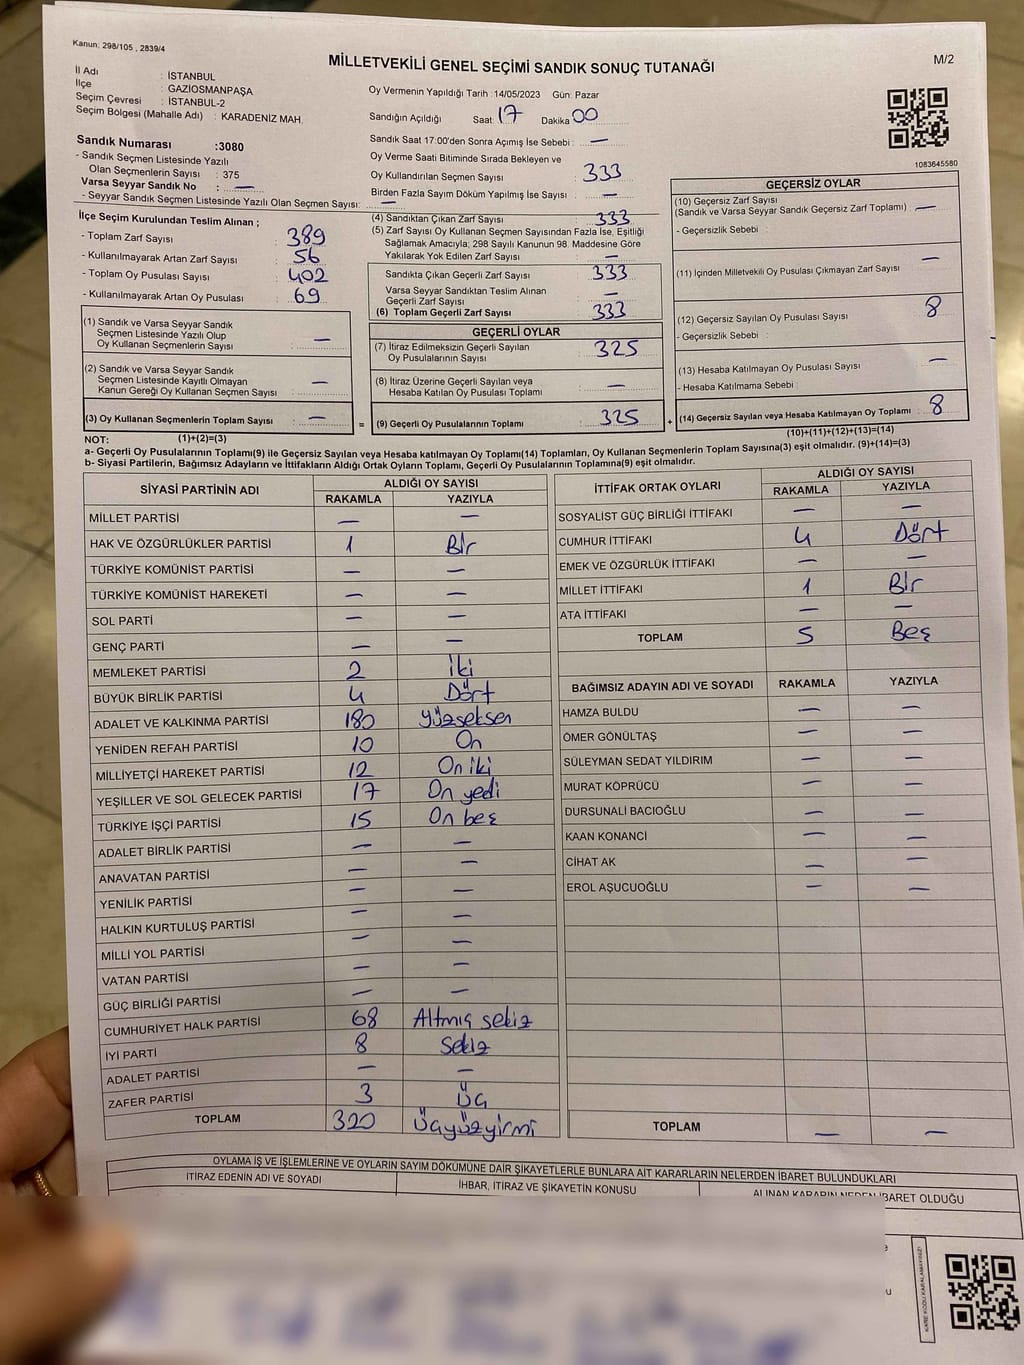 Kanun: 298/105 , 2839/4
MİLLETVEKİLİ GENEL SEÇİMİ SANDIK SONUÇ TUTANAĞI
M/2
İl Adı : İSTANBUL
İlçe : GAZİOSMANPAŞA
Seçim Çevresi : İSTANBUL-2
Seçim Bölgesi (Mahalle Adı) : KARADENİZ MAH.
Oy Vermenin Yapıldığı Tarih :14/05/2023 Gün: Pazar
Sandığın Açıldığı Saat: 17 Dakika 00
Sandık Numarası :3080
- Sandık Seçmen Listesinde Yazılı
Olan Seçmenlerin Sayısı : 375
Varsa Seyyar Sandık No : —
- Seyyar Sandık Seçmen Listesinde Yazılı Olan Seçmen Sayısı: —
Sandık Saat 17:00'den Sonra Açımış İse Sebebi : —
Oy Verme Saati Bitiminde Sırada Bekleyen ve
Oy Kullandırılan Seçmen Sayısı : 333
Birden Fazla Sayım Döküm Yapılmış İse Sayısı : —
1083645580
İlçe Seçim Kurulundan Teslim Alınan ;
- Toplam Zarf Sayısı : 389
- Kullanılmayarak Artan Zarf Sayısı : 56
- Toplam Oy Pusulası Sayısı : 402
- Kullanılmayarak Artan Oy Pusulası : 69
(4) Sandıktan Çıkan Zarf Sayısı : 333
(5) Zarf Sayısı Oy Kullanan Seçmen Sayısından Fazla İse, Eşitliği
Sağlamak Amacıyla; 298 Sayılı Kanunun 98. Maddesine Göre
Yakılarak Yok Edilen Zarf Sayısı : —
Sandıkta Çıkan Geçerli Zarf Sayısı : 333
Varsa Seyyar Sandıktan Teslim Alınan
Geçerli Zarf Sayısı : —
(6) Toplam Geçerli Zarf Sayısı : 333
GEÇERSİZ OYLAR
(10) Geçersiz Zarf Sayısı
(Sandık ve Varsa Seyyar Sandık Geçersiz Zarf Toplamı) : —
- Geçersizlik Sebebi :
(11) İçinden Milletvekili Oy Pusulası Çıkmayan Zarf Sayısı : —
(12) Geçersiz Sayılan Oy Pusulası Sayısı : 8
- Geçersizlik Sebebi :
(13) Hesaba Katılmayan Oy Pusulası Sayısı : —
- Hesaba Katılmama Sebebi :
(14) Geçersiz Sayılan veya Hesaba Katılmayan Oy Toplamı : 8
(10)+(11)+(12)+(13)=(14)
(1) Sandık ve Varsa Seyyar Sandık
Seçmen Listesinde Yazılı Olup
Oy Kullanan Seçmenlerin Sayısı : —
(2) Sandık ve Varsa Seyyar Sandık
Seçmen Listesinde Kayıtlı Olmayan
Kanun Gereği Oy Kullanan Seçmen Sayısı : —
(3) Oy Kullanan Seçmenlerin Toplam Sayısı : —
=
GEÇERLİ OYLAR
(7) İtiraz Edilmeksizin Geçerli Sayılan
Oy Pusulalarının Sayısı : 325
(8) İtiraz Üzerine Geçerli Sayılan veya
Hesaba Katılan Oy Pusulası Toplamı : —
(9) Geçerli Oy Pusulalarının Toplamı : 325
+
NOT: (1)+(2)=(3)
a- Geçerli Oy Pusulalarının Toplamı(9) ile Geçersiz Sayılan veya Hesaba katılmayan Oy Toplamı(14) Toplamları, Oy Kullanan Seçmenlerin Toplam Sayısına(3) eşit olmalıdır. (9)+(14)=(3)
b- Siyasi Partilerin, Bağımsız Adayların ve İttifakların Aldığı Ortak Oyların Toplamı, Geçerli Oy Pusulalarının Toplamına(9) eşit olmalıdır.
SİYASİ PARTİNİN ADI ALDIĞI OY SAYISI
RAKAMLA YAZIYLA
MİLLET PARTİSİ — —
HAK VE ÖZGÜRLÜKLER PARTİSİ 1 Bir
TÜRKİYE KOMÜNİST PARTİSİ — —
TÜRKİYE KOMÜNİST HAREKETİ — —
SOL PARTİ — —
GENÇ PARTİ — —
MEMLEKET PARTİSİ 2 İki
BÜYÜK BİRLİK PARTİSİ 4 Dört
ADALET VE KALKINMA PARTİSİ 180 Yüzseksen
YENİDEN REFAH PARTİSİ 10 On
MİLLİYETÇİ HAREKET PARTİSİ 12 On iki
YEŞİLLER VE SOL GELECEK PARTİSİ 17 On yedi
TÜRKİYE İŞÇİ PARTİSİ 15 On beş
ADALET BİRLİK PARTİSİ — —
ANAVATAN PARTİSİ — —
YENİLİK PARTİSİ — —
HALKIN KURTULUŞ PARTİSİ — —
MİLLİ YOL PARTİSİ — —
VATAN PARTİSİ — —
GÜÇ BİRLİĞİ PARTİSİ — —
CUMHURİYET HALK PARTİSİ 68 Altmış sekiz
İYİ PARTİ 8 Sekiz
ADALET PARTİSİ — —
ZAFER PARTİSİ 3 Üç
TOPLAM 320 Üçyüzyirmi
İTTİFAK ORTAK OYLARI ALDIĞI OY SAYISI
RAKAMLA YAZIYLA
SOSYALİST GÜÇ BİRLİĞİ İTTİFAKI — —
CUMHUR İTTİFAKI 4 Dört
EMEK VE ÖZGÜRLÜK İTTİFAKI — —
MİLLET İTTİFAKI 1 Bir
ATA İTTİFAKI — —
TOPLAM 5 Beş
BAĞIMSIZ ADAYIN ADI VE SOYADI RAKAMLA YAZIYLA
HAMZA BULDU — —
ÖMER GÖNÜLTAŞ — —
SÜLEYMAN SEDAT YILDIRIM — —
MURAT KÖPRÜCÜ — —
DURSUNALİ BACIOĞLU — —
KAAN KONANCİ — —
CİHAT AK — —
EROL AŞUCUOĞLU — —
TOPLAM — —
OYLAMA İŞ VE İŞLEMLERİNE VE OYLARIN SAYIM DÖKÜMÜNE DAİR ŞİKAYETLERLE BUNLARA AİT KARARLARIN NELERDEN İBARET BULUNDUKLARI
İTİRAZ EDENİN ADI VE SOYADI İHBAR, İTİRAZ VE ŞİKAYETİN KONUSU ALINAN KARARIN NEDEN İBARET OLDUĞU
KARE KODU KARALAMAYINIZ!